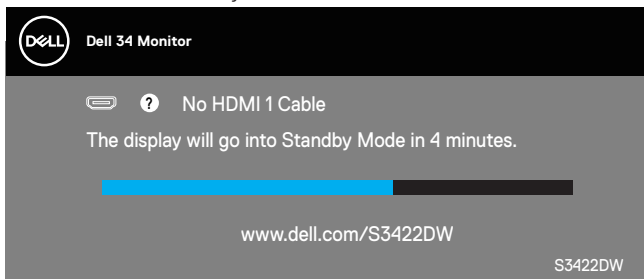 DELL
Dell 34 Monitor
? No HDMI 1 Cable
The display will go into Standby Mode in 4 minutes.
www.dell.com/S3422DW
S3422DW